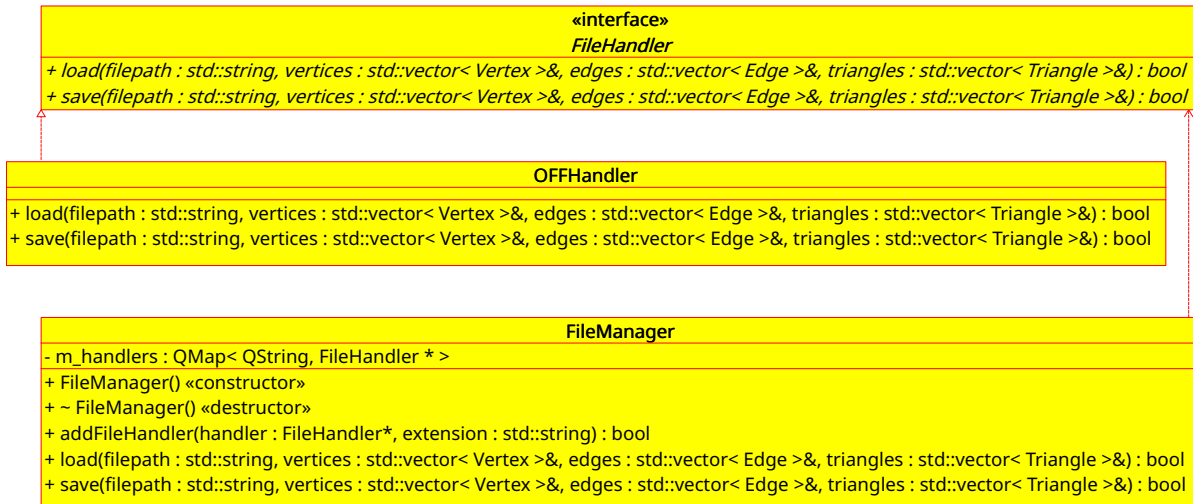 «interface»
FileHandler
+ load(filepath : std::string, vertices : std::vector< Vertex >&, edges : std::vector< Edge >&, triangles : std::vector< Triangle >&) : bool
+ save(filepath : std::string, vertices : std::vector< Vertex >&, edges : std::vector< Edge >&, triangles : std::vector< Triangle >&) : bool
OFFHandler
+ load(filepath : std::string, vertices : std::vector< Vertex >&, edges : std::vector< Edge >&, triangles : std::vector< Triangle >&) : bool
+ save(filepath : std::string, vertices : std::vector< Vertex >&, edges : std::vector< Edge >&, triangles : std::vector< Triangle >&) : bool
FileManager
- m_handlers : QMap< QString, FileHandler * >
+ FileManager() «constructor»
+ ~ FileManager() «destructor»
+ addFileHandler(handler : FileHandler*, extension : std::string) : bool
+ load(filepath : std::string, vertices : std::vector< Vertex >&, edges : std::vector< Edge >&, triangles : std::vector< Triangle >&) : bool
+ save(filepath : std::string, vertices : std::vector< Vertex >&, edges : std::vector< Edge >&, triangles : std::vector< Triangle >&) : bool